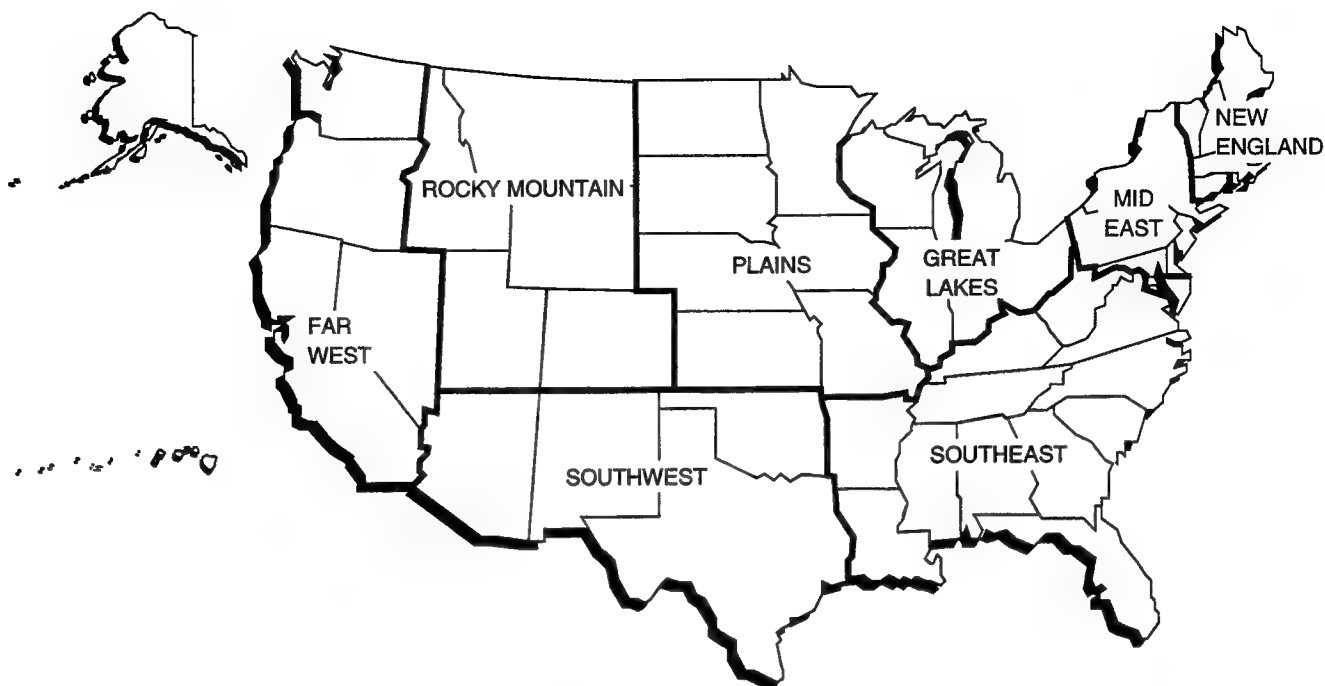 NEW
ENGLAND
ROCKY MOUNTAIN
MID
EAST
PLAINS
GREAT
LAKES
FAR
WEST
SOUTHEAST
SOUTHWEST